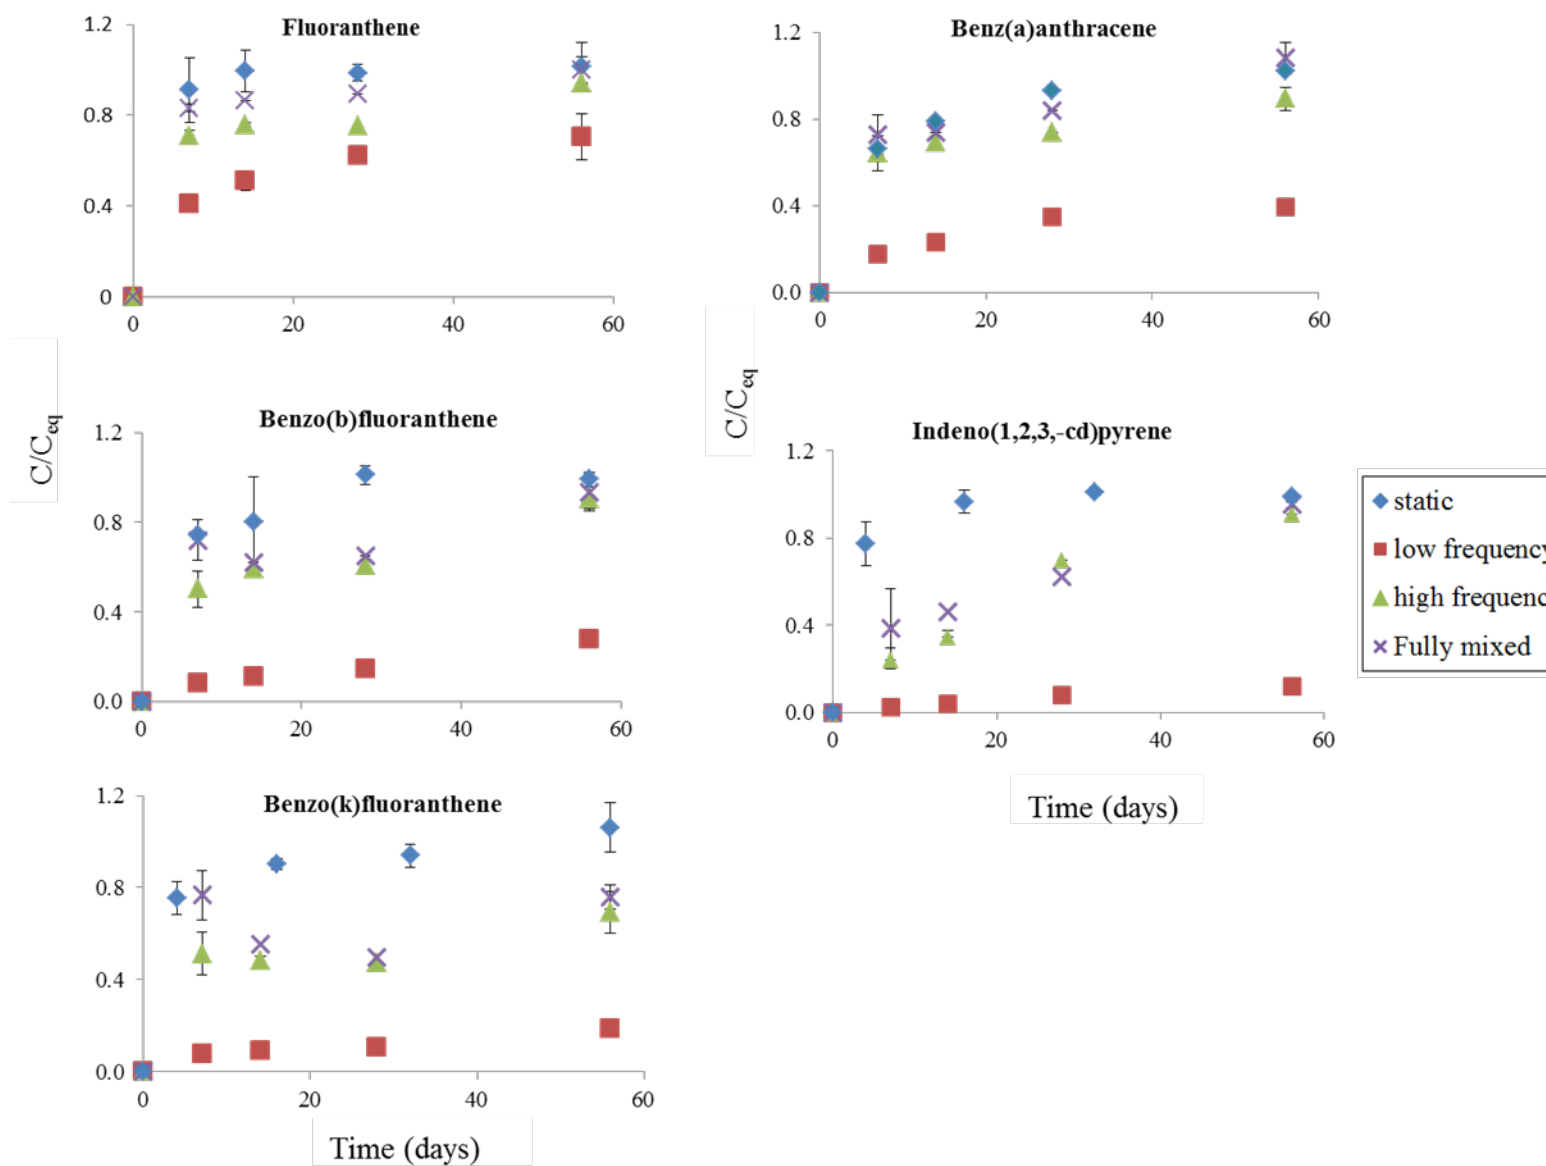 Fluoranthene
1.2
0.8
0.4
0
0 20 40 60
Benz(a)anthracene
1.2
0.8
0.4
0.0
0 20 40 60
C/Ceq
C/Ceq
Benzo(b)fluoranthene
1.2
0.8
0.4
0.0
0 20 40 60
Indeno(1,2,3,-cd)pyrene
1.2
0.8
0.4
0.0
0 20 40 60
Time (days)
static
low frequency
high frequenc
Fully mixed
Benzo(k)fluoranthene
1.2
0.8
0.4
0.0
0 20 40 60
Time (days)